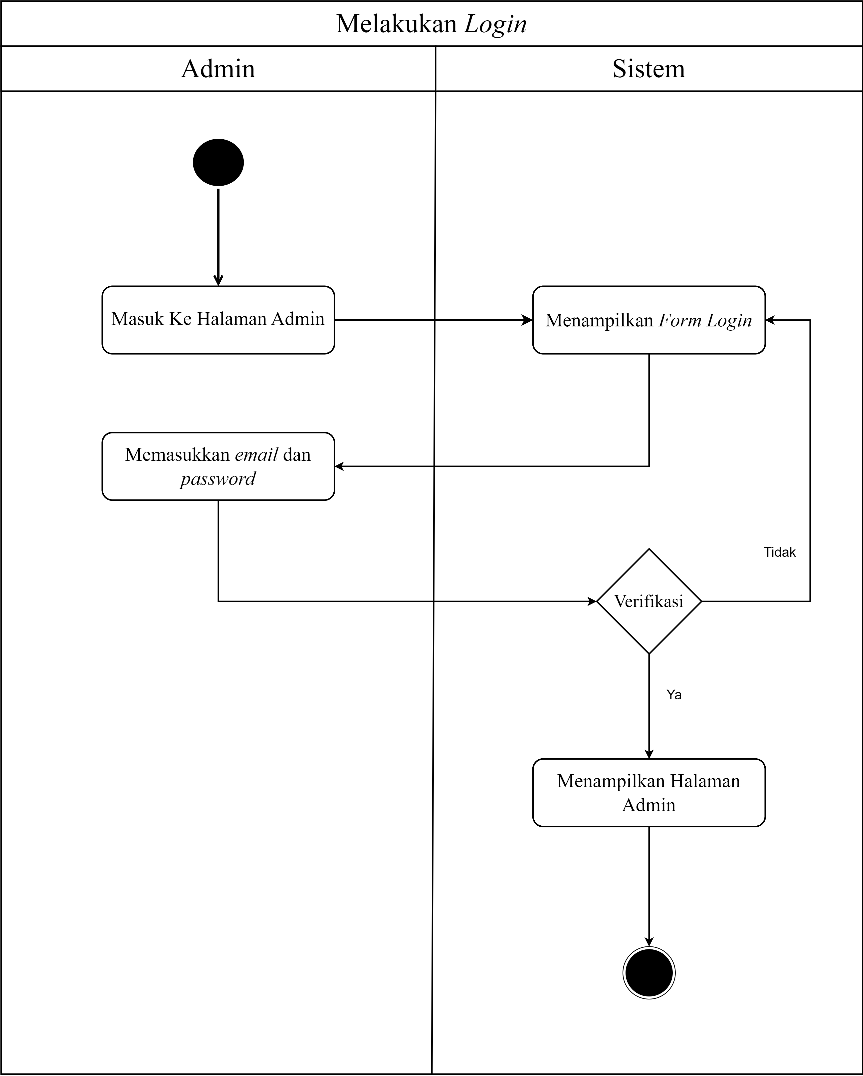 Melakukan Login
Admin
Sistem
Masuk Ke Halaman Admin
Menampilkan Form Login
Memasukkan email dan
password
Tidak
Verifikasi
Ya
Menampilkan Halaman
Admin